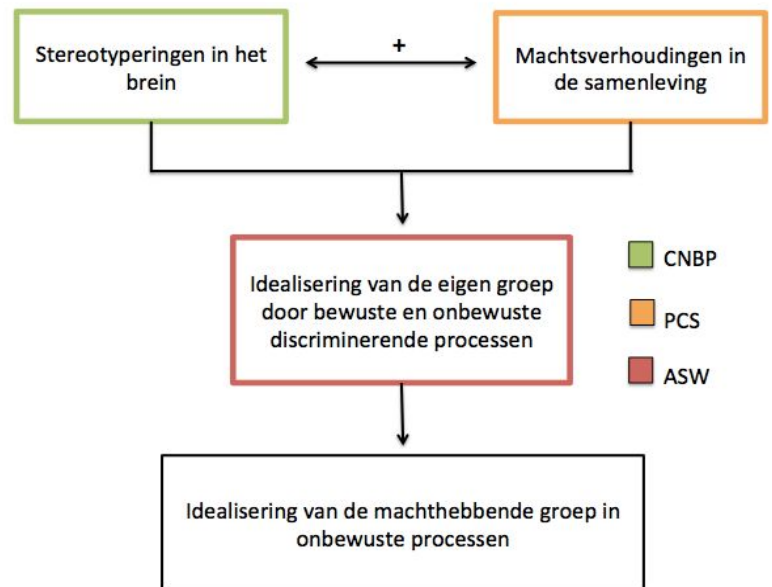 Stereotyperingen in het
brein
+
Machtsverhoudingen in
de samenleving
Idealisering van de eigen groep
door bewuste en onbewuste
discriminerende processen
CNBP
PCS
ASW
Idealisering van de machthebbende groep in
onbewuste processen